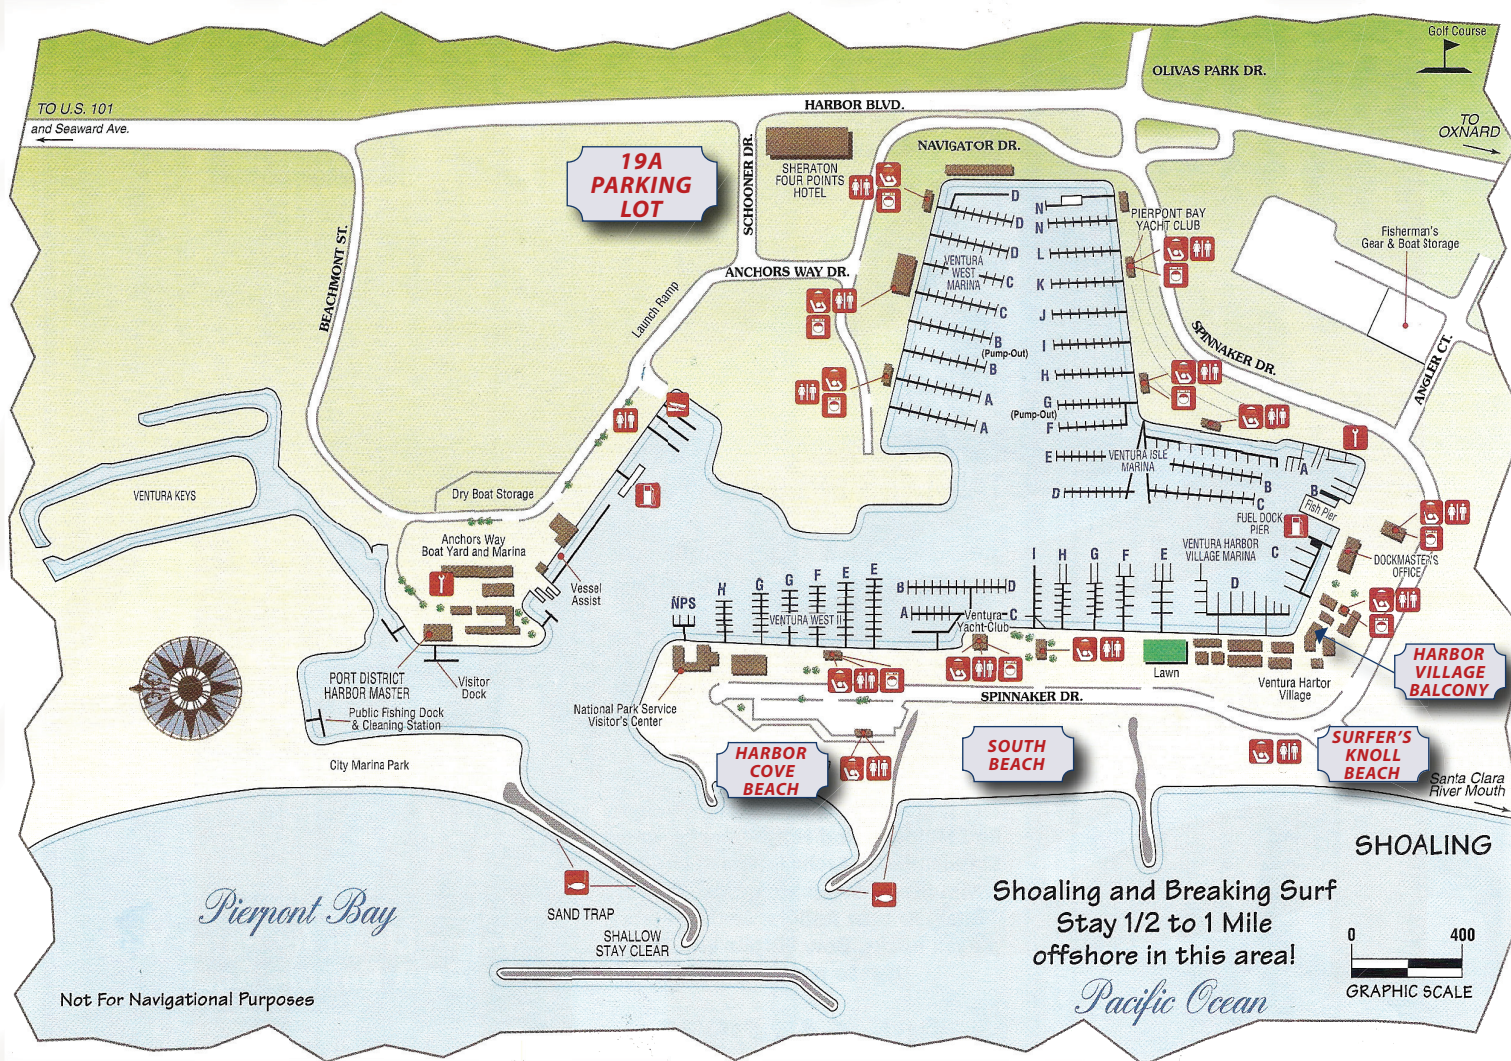 Golf Course
OLIVAS PARK DR.
TO U.S. 101
and Seaward Ave.
HARBOR BLVD.
TO
OXNARD
19A
PARKING
LOT
SCHOONER DR.
SHERATON
FOUR POINTS
HOTEL
NAVIGATOR DR.
BEACHMONT ST.
ANCHORS WAY DR.
Launch Ramp
D
D
D
C
C
B
(Pump-Out)
B
A
A
VENTURA
WEST
MARINA
N
N
L
K
J
I
H
G
(Pump-Out)
F
E
D
PIERPONT BAY
YACHT CLUB
Fisherman's
Gear & Boat Storage
SPINNAKER DR.
ANGLER CT.
VENTURA ISLE
MARINA
A
B
C
B
Fish Pier
FUEL DOCK
PIER
VENTURA HARBOR
VILLAGE MARINA
C
D
DOCKMASTER'S
OFFICE
VENTURA KEYS
Dry Boat Storage
Anchors Way
Boat Yard and Marina
Vessel
Assist
NPS
H
G
G
F
E
E
VENTURA WEST II
B
D
A
C
Ventura
Yacht Club
I
H
G
F
E
PORT DISTRICT
HARBOR MASTER
Visitor
Dock
Public Fishing Dock
& Cleaning Station
City Marina Park
National Park Service
Visitor's Center
SPINNAKER DR.
Lawn
Ventura Harbor
Village
HARBOR
VILLAGE
BALCONY
HARBOR
COVE
BEACH
SOUTH
BEACH
SURFER'S
KNOLL
BEACH
Santa Clara
River Mouth
SHOALING
Pierpont Bay
SAND TRAP
SHALLOW
STAY CLEAR
Shoaling and Breaking Surf
Stay 1/2 to 1 Mile
offshore in this area!
Pacific Ocean
0 400
GRAPHIC SCALE
Not For Navigational Purposes